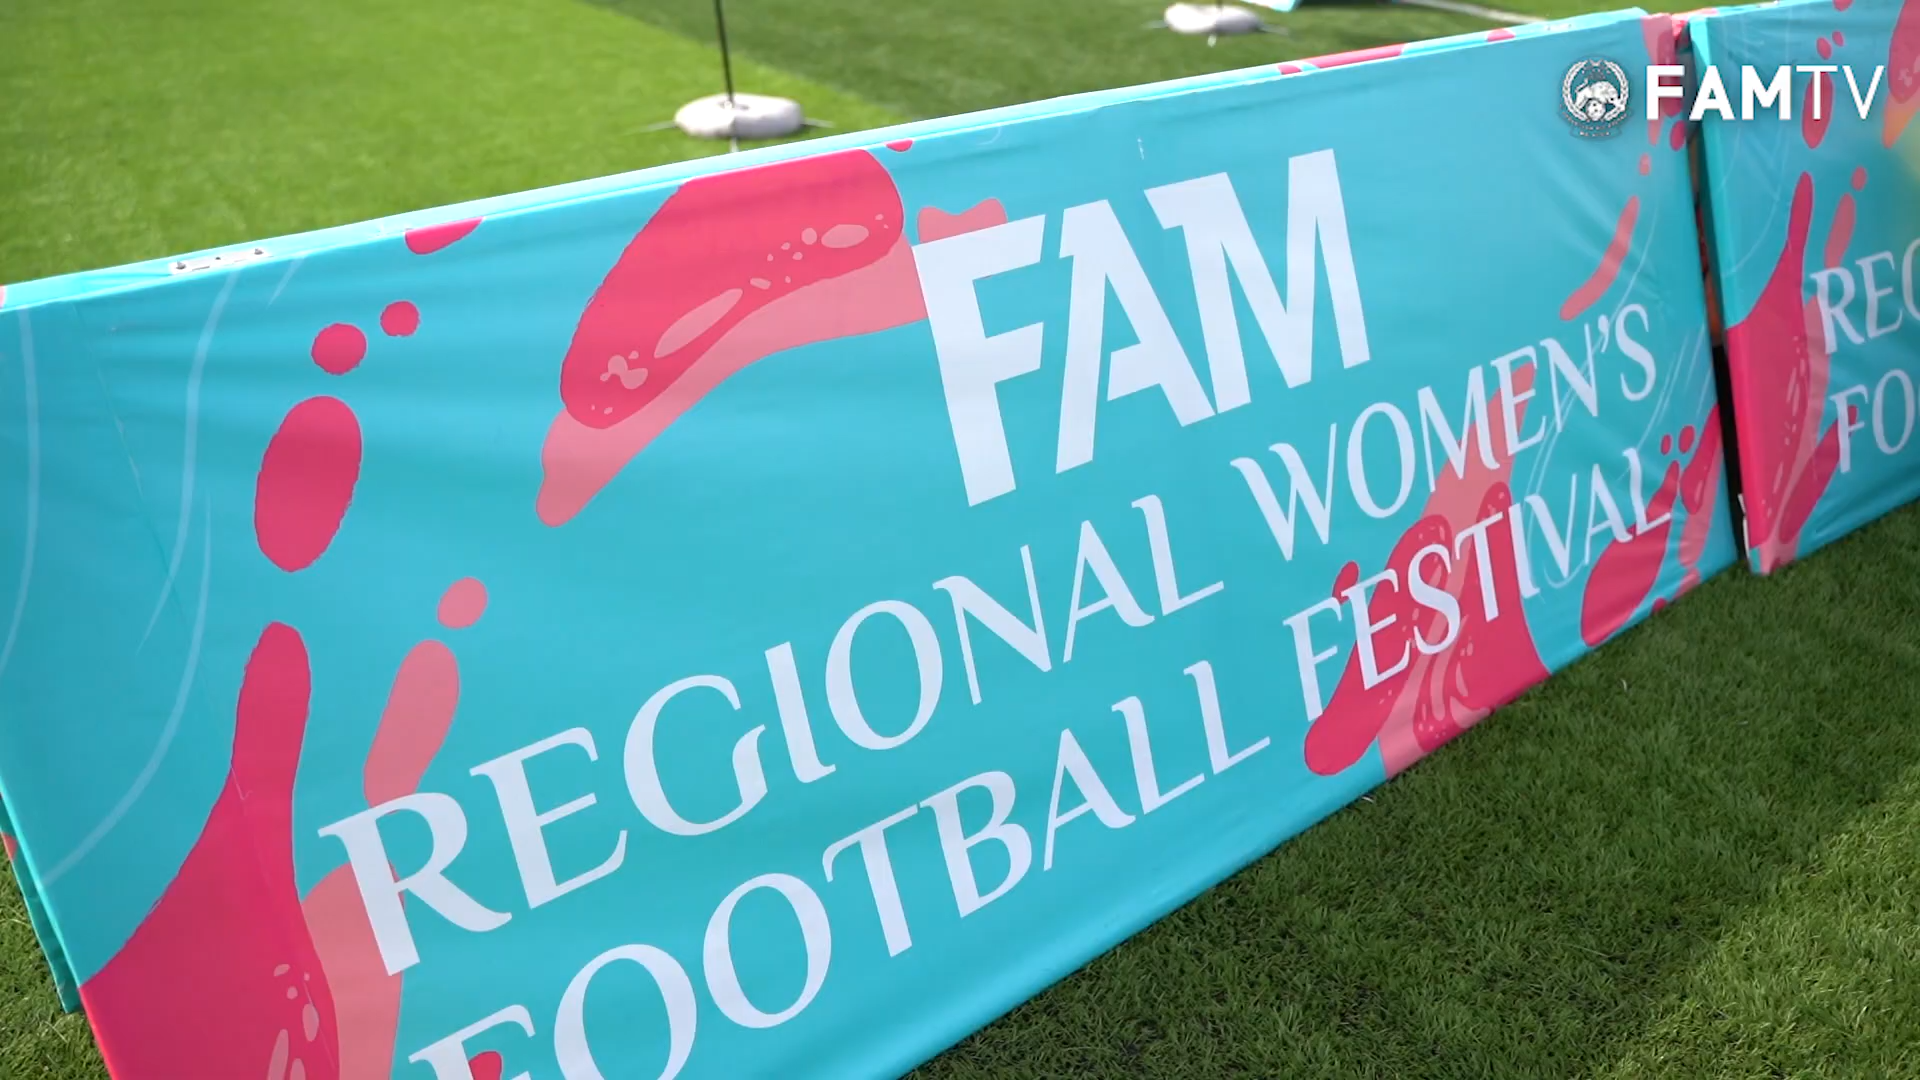 FAMTV
FAM
REGIONAL WOMEN'S
FOOTBALL FESTIVAL
REG
FO